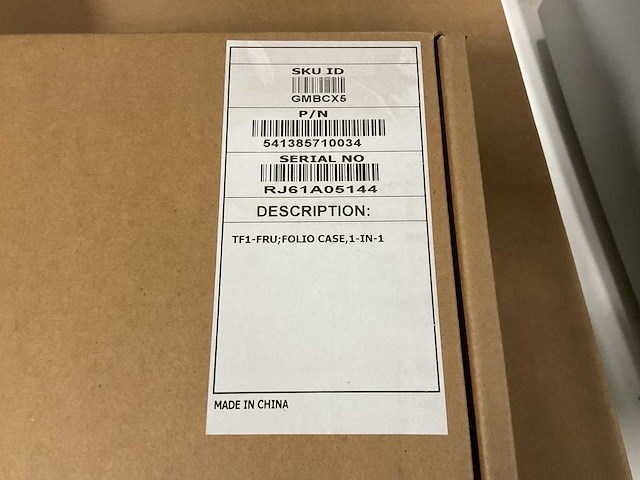 SKU ID
GMBCX5
P/N
541385710034
SERIAL NO
RJ61A05144
DESCRIPTION:
TF1-FRU;FOLIO CASE,1-IN-1
MADE IN CHINA